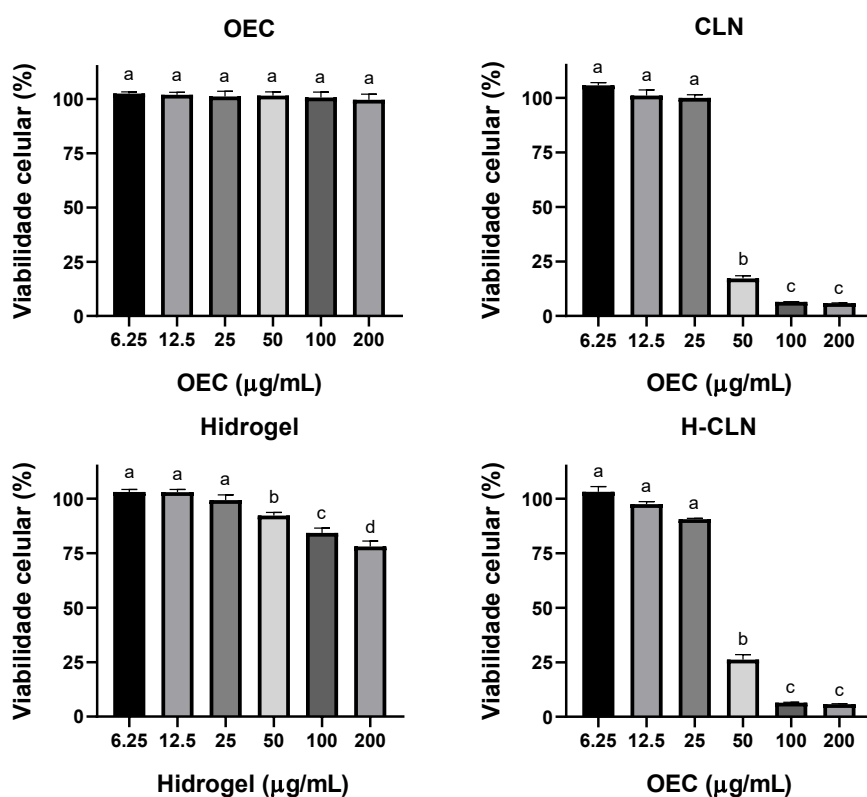 OEC
Viabilidade celular (%)
100
75
50
25
0
a a a a a a
6.25 12.5 25 50 100 200
OEC (μg/mL)
CLN
Viabilidade celular (%)
100
75
50
25
0
a a a b c c
6.25 12.5 25 50 100 200
OEC (μg/mL)
Hidrogel
Viabilidade celular (%)
100
75
50
25
0
a a a b c d
6.25 12.5 25 50 100 200
Hidrogel (μg/mL)
H-CLN
Viabilidade celular (%)
100
75
50
25
0
a a a b c c
6.25 12.5 25 50 100 200
OEC (μg/mL)